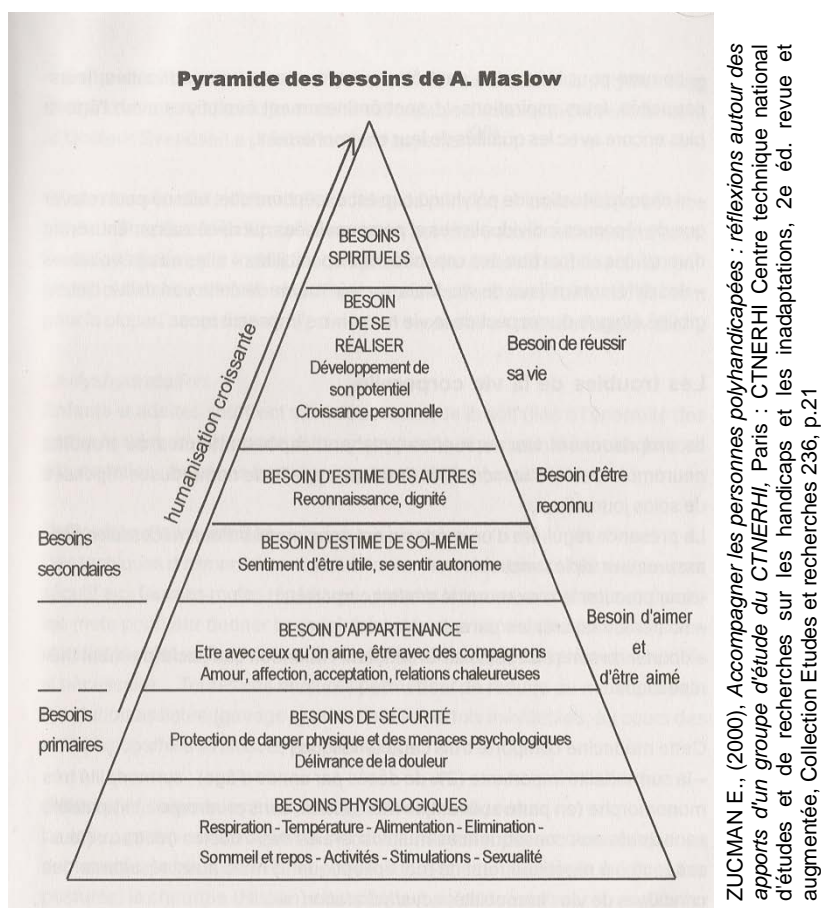 Pyramide des besoins de A. Maslow
humanisation croissante
BESOINS
SPIRITUELS
BESOIN
DE SE
RÉALISER
Développement de
son potentiel
Croissance personnelle
Besoin de réussir
sa vie
BESOIN D'ESTIME DES AUTRES
Reconnaissance, dignité
Besoin d'être
reconnu
Besoins
secondaires
BESOIN D'ESTIME DE SOI-MÊME
Sentiment d'être utile, se sentir autonome
BESOIN D'APPARTENANCE
Etre avec ceux qu'on aime, être avec des compagnons
Amour, affection, acceptation, relations chaleureuses
Besoin d'aimer
et
d'être aimé
Besoins
primaires
BESOINS DE SÉCURITÉ
Protection de danger physique et des menaces psychologiques
Délivrance de la douleur
BESOINS PHYSIOLOGIQUES
Respiration - Température - Alimentation - Elimination -
Sommeil et repos - Activités - Stimulations - Sexualité
ZUCMAN E., (2000), Accompagner les personnes polyhandicapées : réflexions autour des
apports d'un groupe d'étude du CTNERHI, Paris : CTNERHI Centre technique national
d'études et de recherches sur les handicaps et les inadaptations, 2e éd. revue et
augmentée, Collection Etudes et recherches 236, p.21